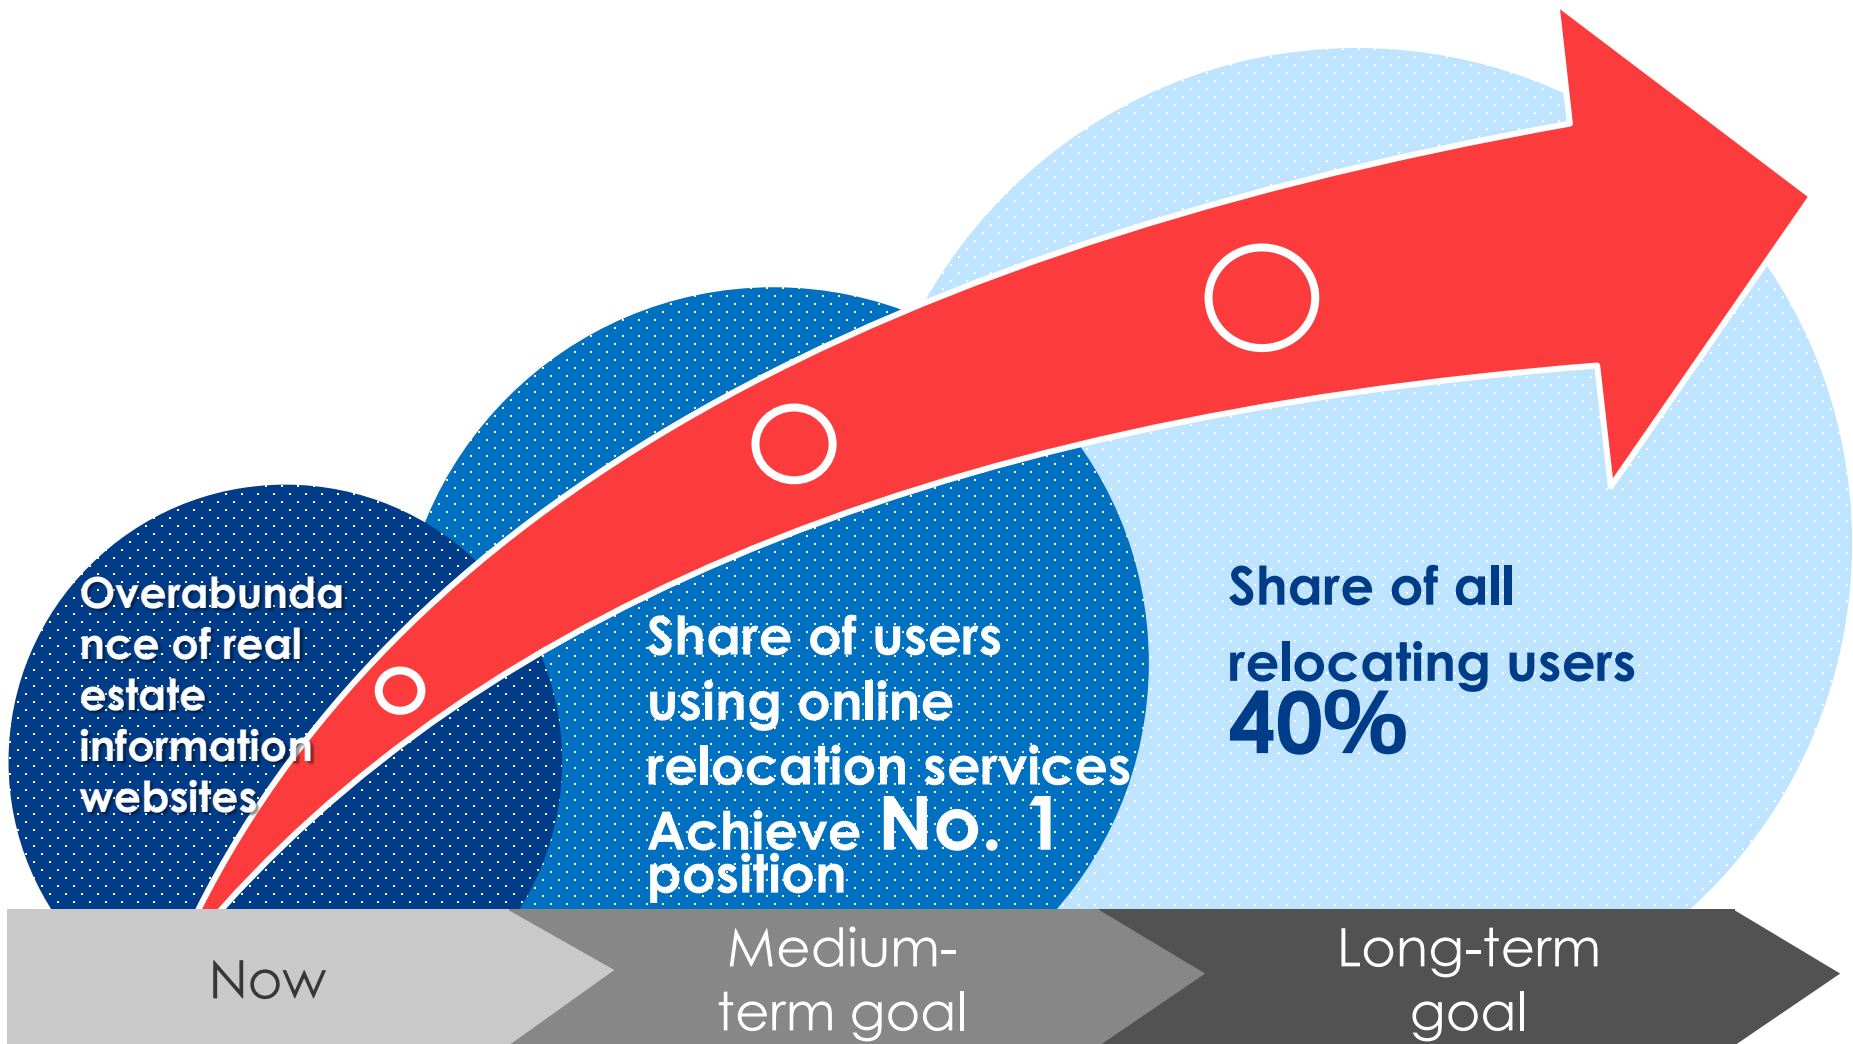 Overabunda
nce of real
estate
information
websites
Share of users
using online
relocation services
Achieve No. 1
position
Share of all
relocating users
40%
Now
Medium-
term goal
Long-term
goal